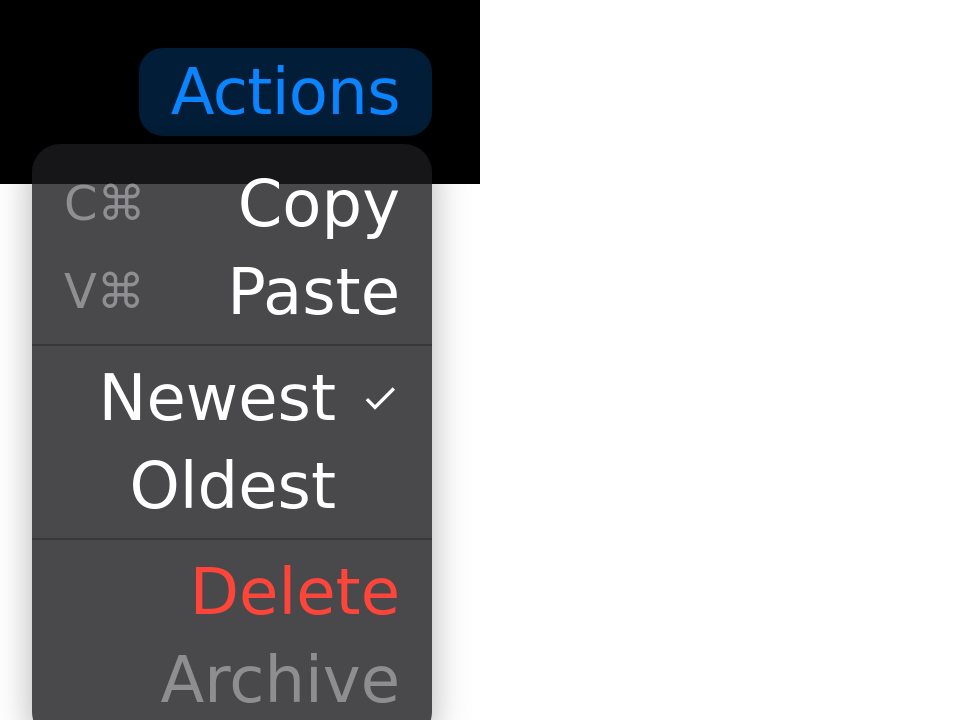 Actions
Copy C⌘
Paste V⌘
Newest ✓
Oldest
Delete
Archive